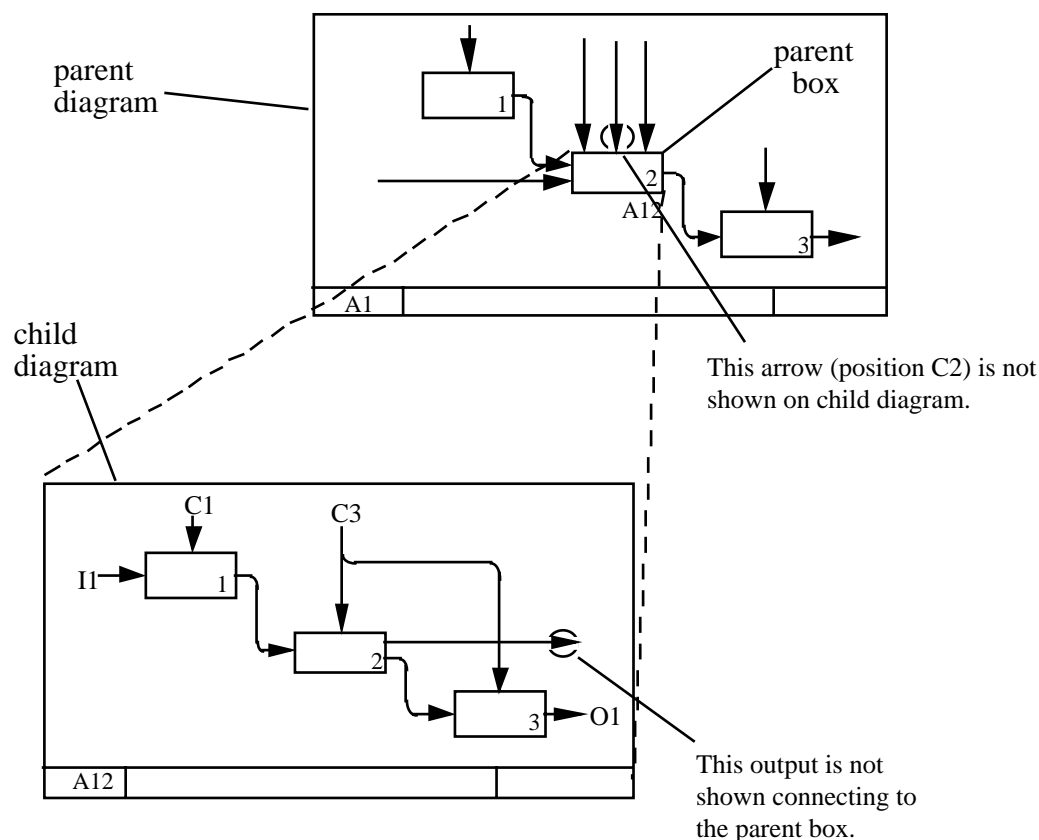 parent
diagram
parent
box
1
2
A12
3
A1
This arrow (position C2) is not
shown on child diagram.
child
diagram
C1
C3
I1
1
2
3
O1
A12
This output is not
shown connecting to
the parent box.